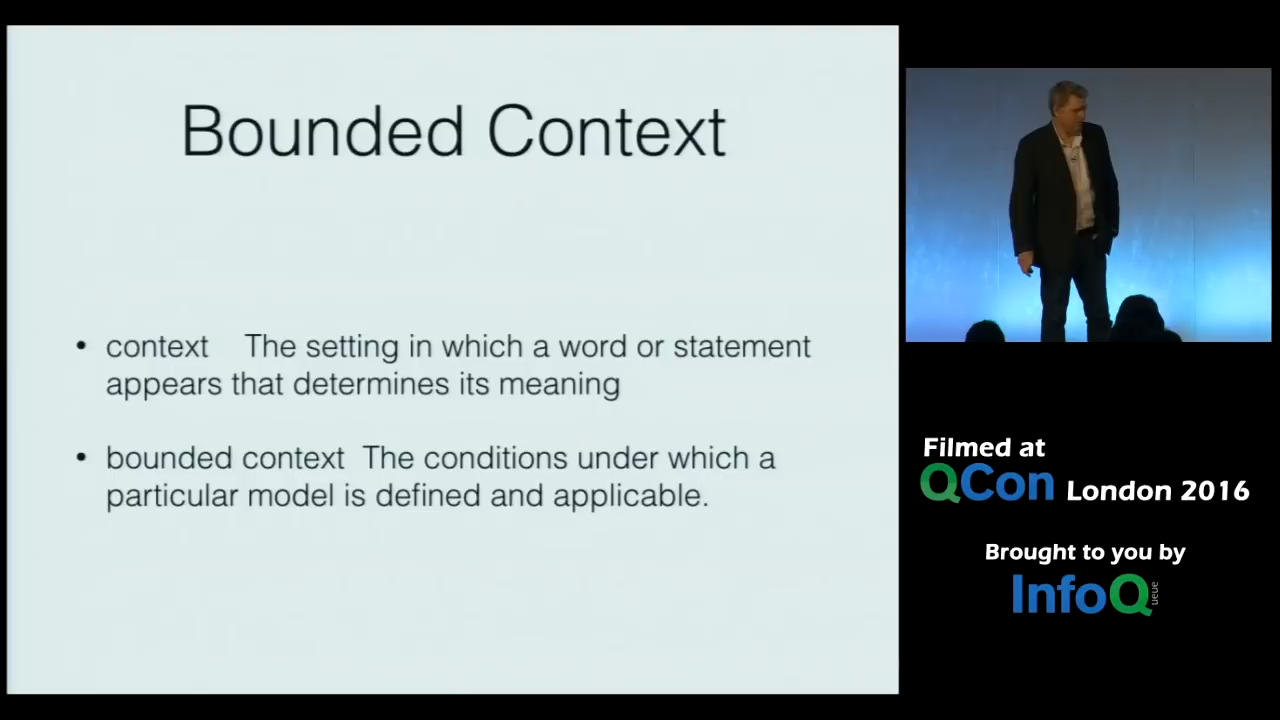 Bounded Context
• context The setting in which a word or statement
appears that determines its meaning
• bounded context The conditions under which a
particular model is defined and applicable.
Filmed at
QCon London 2016
Brought to you by
InfoQueue